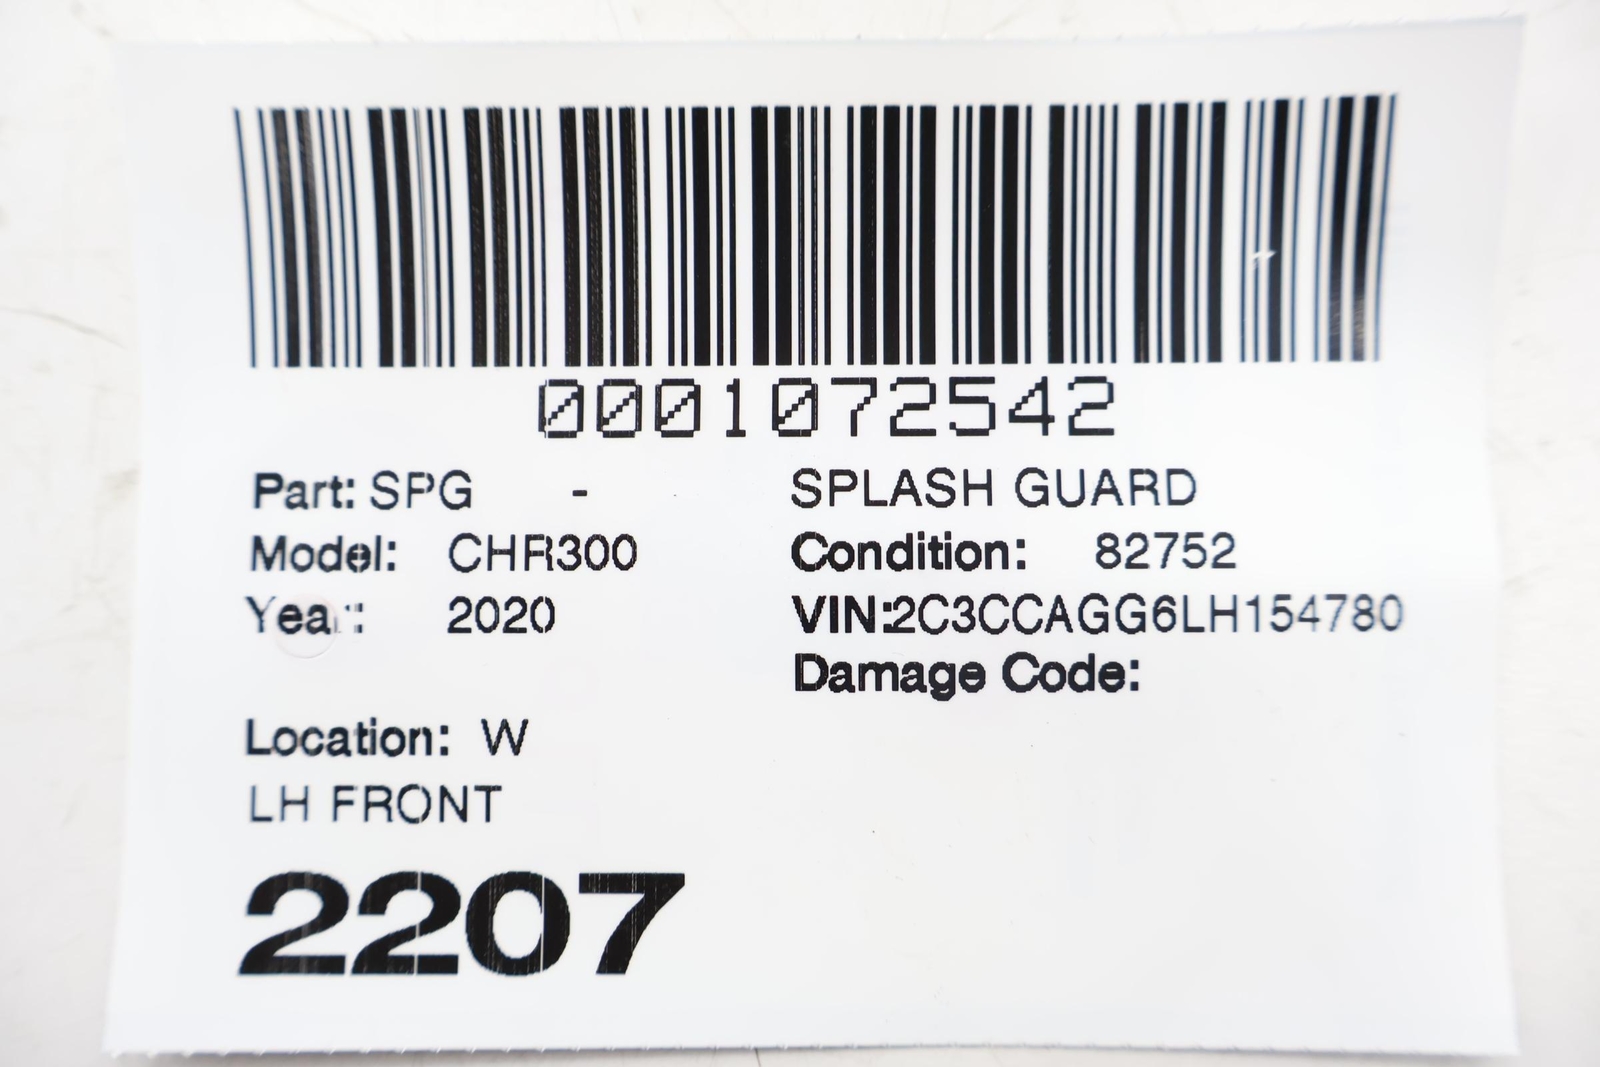 0001072542
Part: SPG - SPLASH GUARD
Model: CHR300 Condition: 82752
Year: 2020 VIN:2C3CCAGG6LH154780
Damage Code:
Location: W
LH FRONT
2207